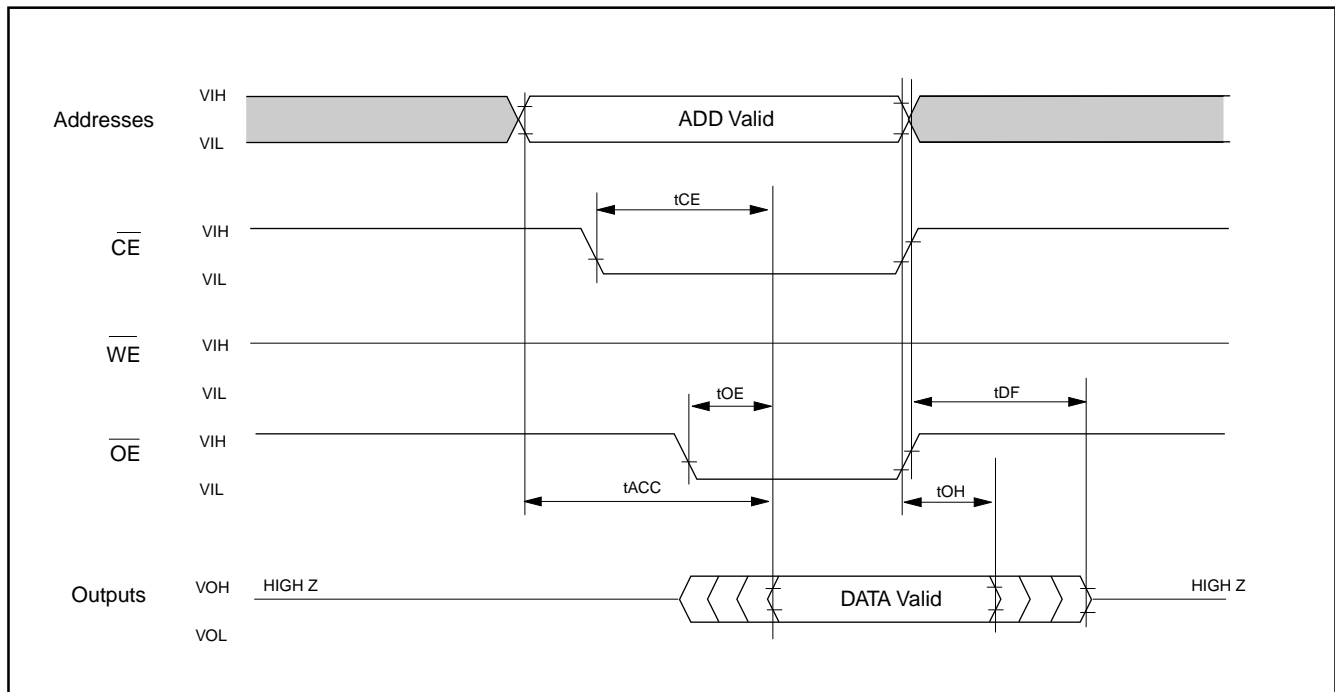 VIH
Addresses
ADD Valid
VIL
tCE
VIH
CE
VIL
WE
VIH
VIL
tOE
tDF
OE
VIH
VIL
tACC
tOH
Outputs
VOH
HIGH Z
DATA Valid
HIGH Z
VOL